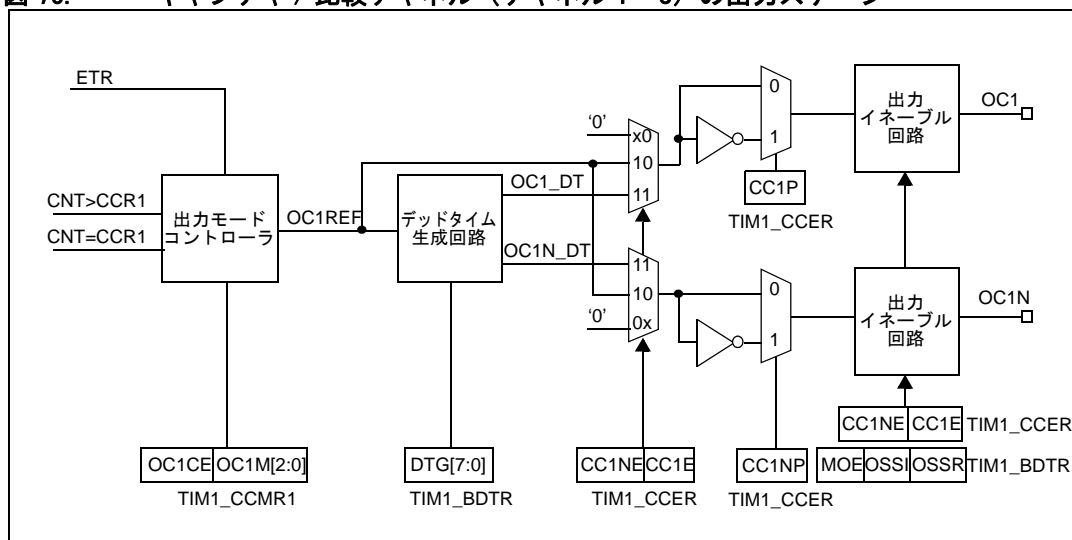 ETR
CNT>CCR1
CNT=CCR1
出力モード
コントローラ
OC1REF
デッドタイム
生成回路
OC1_DT
OC1N_DT
'0'
x0
10
11
11
10
0x
'0'
0
1
CC1P
TIM1_CCER
0
1
出力
イネーブル
回路
OC1
出力
イネーブル
回路
OC1N
CC1NE CC1E TIM1_CCER
MOE OSSI OSSR TIM1_BDTR
OC1CE OC1M[2:0]
TIM1_CCMR1
DTG[7:0]
TIM1_BDTR
CC1NE CC1E
TIM1_CCER
CC1NP
TIM1_CCER